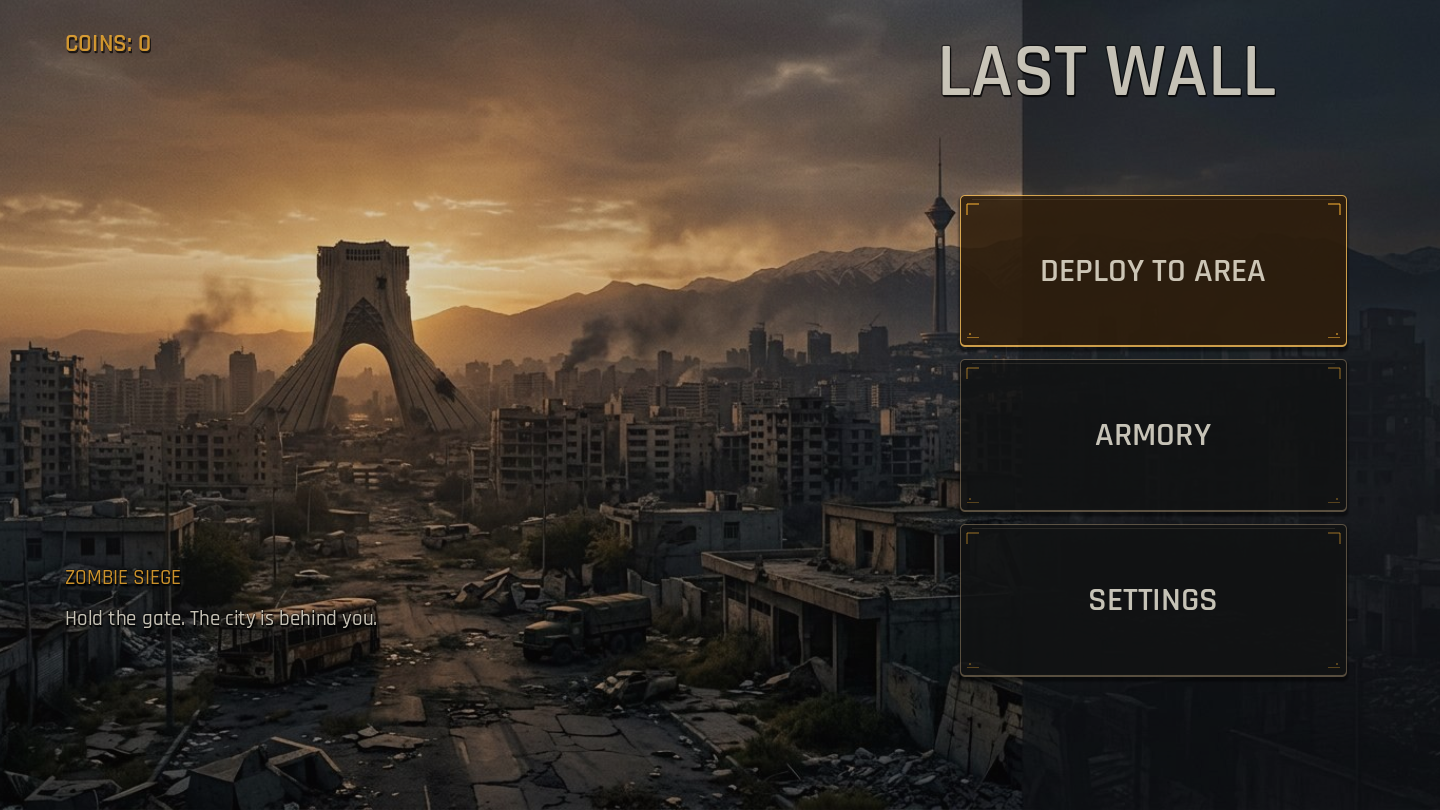 COINS: 0
LAST WALL
DEPLOY TO AREA
ARMORY
SETTINGS
ZOMBIE SIEGE
Hold the gate. The city is behind you.